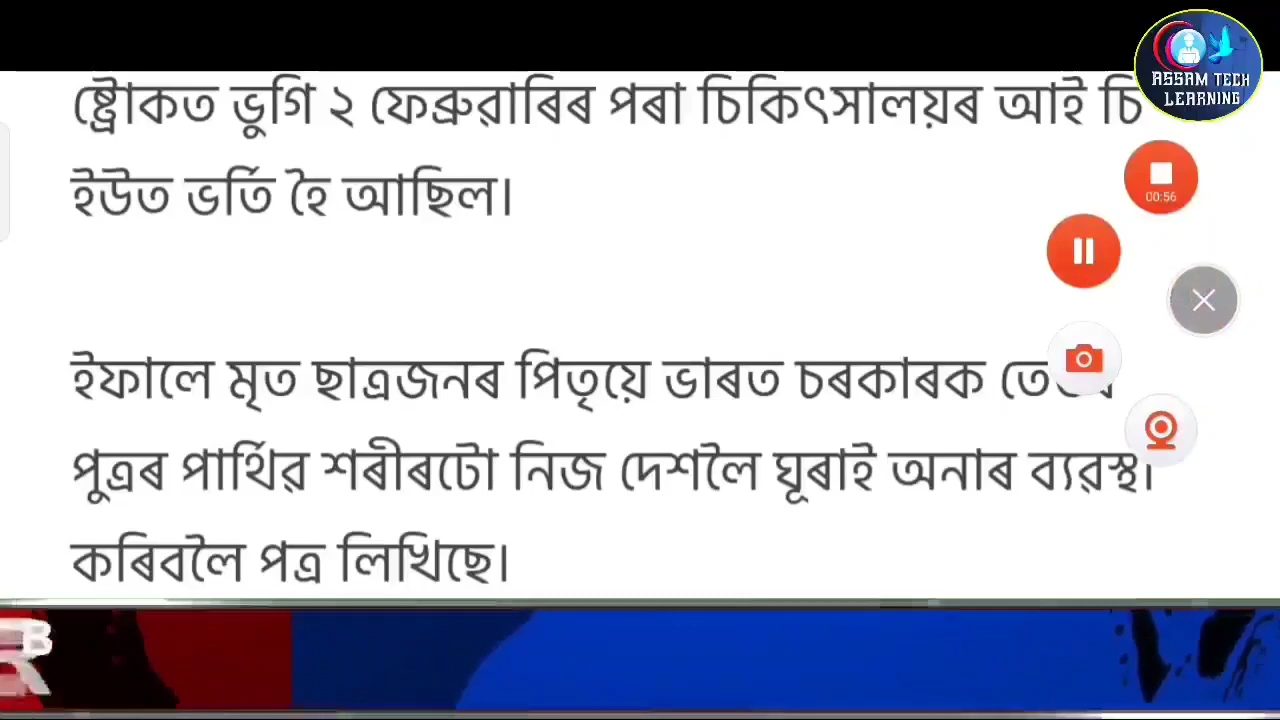 ASSAM TECH
LEARNING
ষ্ট্ৰোকত ভুগি ২ ফেব্ৰুৱাৰিৰ পৰা চিকিৎসালয়ৰ আই চি
ইউত ভৰ্তি হৈ আছিল।
00:56
ইফালে মৃত ছাত্ৰজনৰ পিতৃয়ে ভাৰত চৰকাৰক
পুত্ৰৰ পাৰ্থিৱ শৰীৰটো নিজ দেশলৈ ঘূৰাই অনাৰ ব্যৱস্থা
কৰিবলৈ পত্ৰ লিখিছে।
B
R